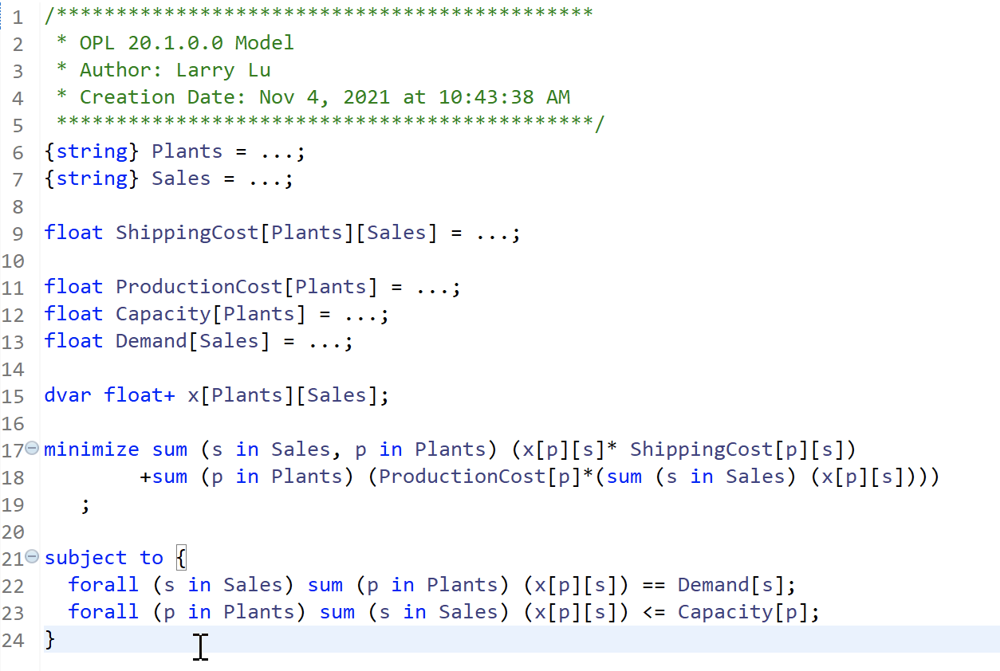 1 /*********************************************
2  * OPL 20.1.0.0 Model
3  * Author: Larry Lu
4  * Creation Date: Nov 4, 2021 at 10:43:38 AM
5  *********************************************/
6 {string} Plants = ...;
7 {string} Sales = ...;
8
9 float ShippingCost[Plants][Sales] = ...;
10
11 float ProductionCost[Plants] = ...;
12 float Capacity[Plants] = ...;
13 float Demand[Sales] = ...;
14
15 dvar float+ x[Plants][Sales];
16
17 minimize sum (s in Sales, p in Plants) (x[p][s]* ShippingCost[p][s])
18         +sum (p in Plants) (ProductionCost[p]*(sum (s in Sales) (x[p][s])))
19    ;
20
21 subject to {
22   forall (s in Sales) sum (p in Plants) (x[p][s]) == Demand[s];
23   forall (p in Plants) sum (s in Sales) (x[p][s]) <= Capacity[p];
24 }